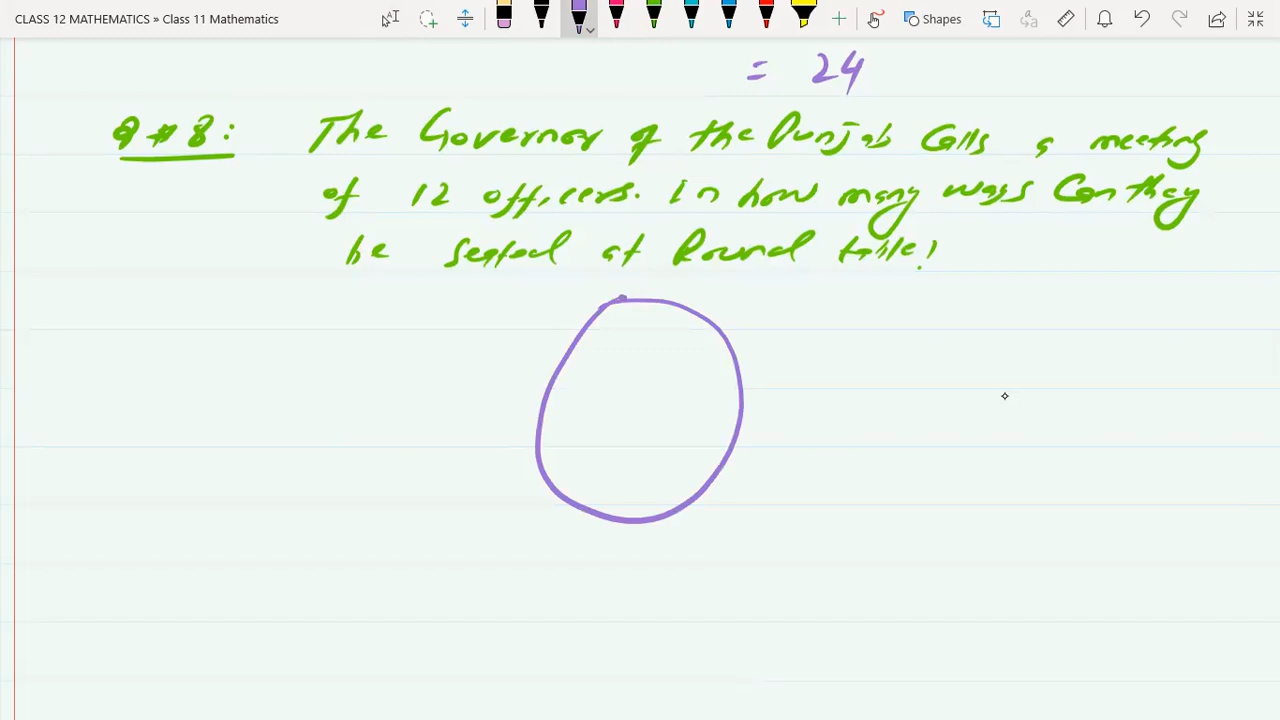 CLASS 12 MATHEMATICS » Class 11 Mathematics
Shapes
= 24
Q # 8: The Governor of the Punjab Calls a meeting
of 12 officers. In how many ways Can they
be seated at Round table?